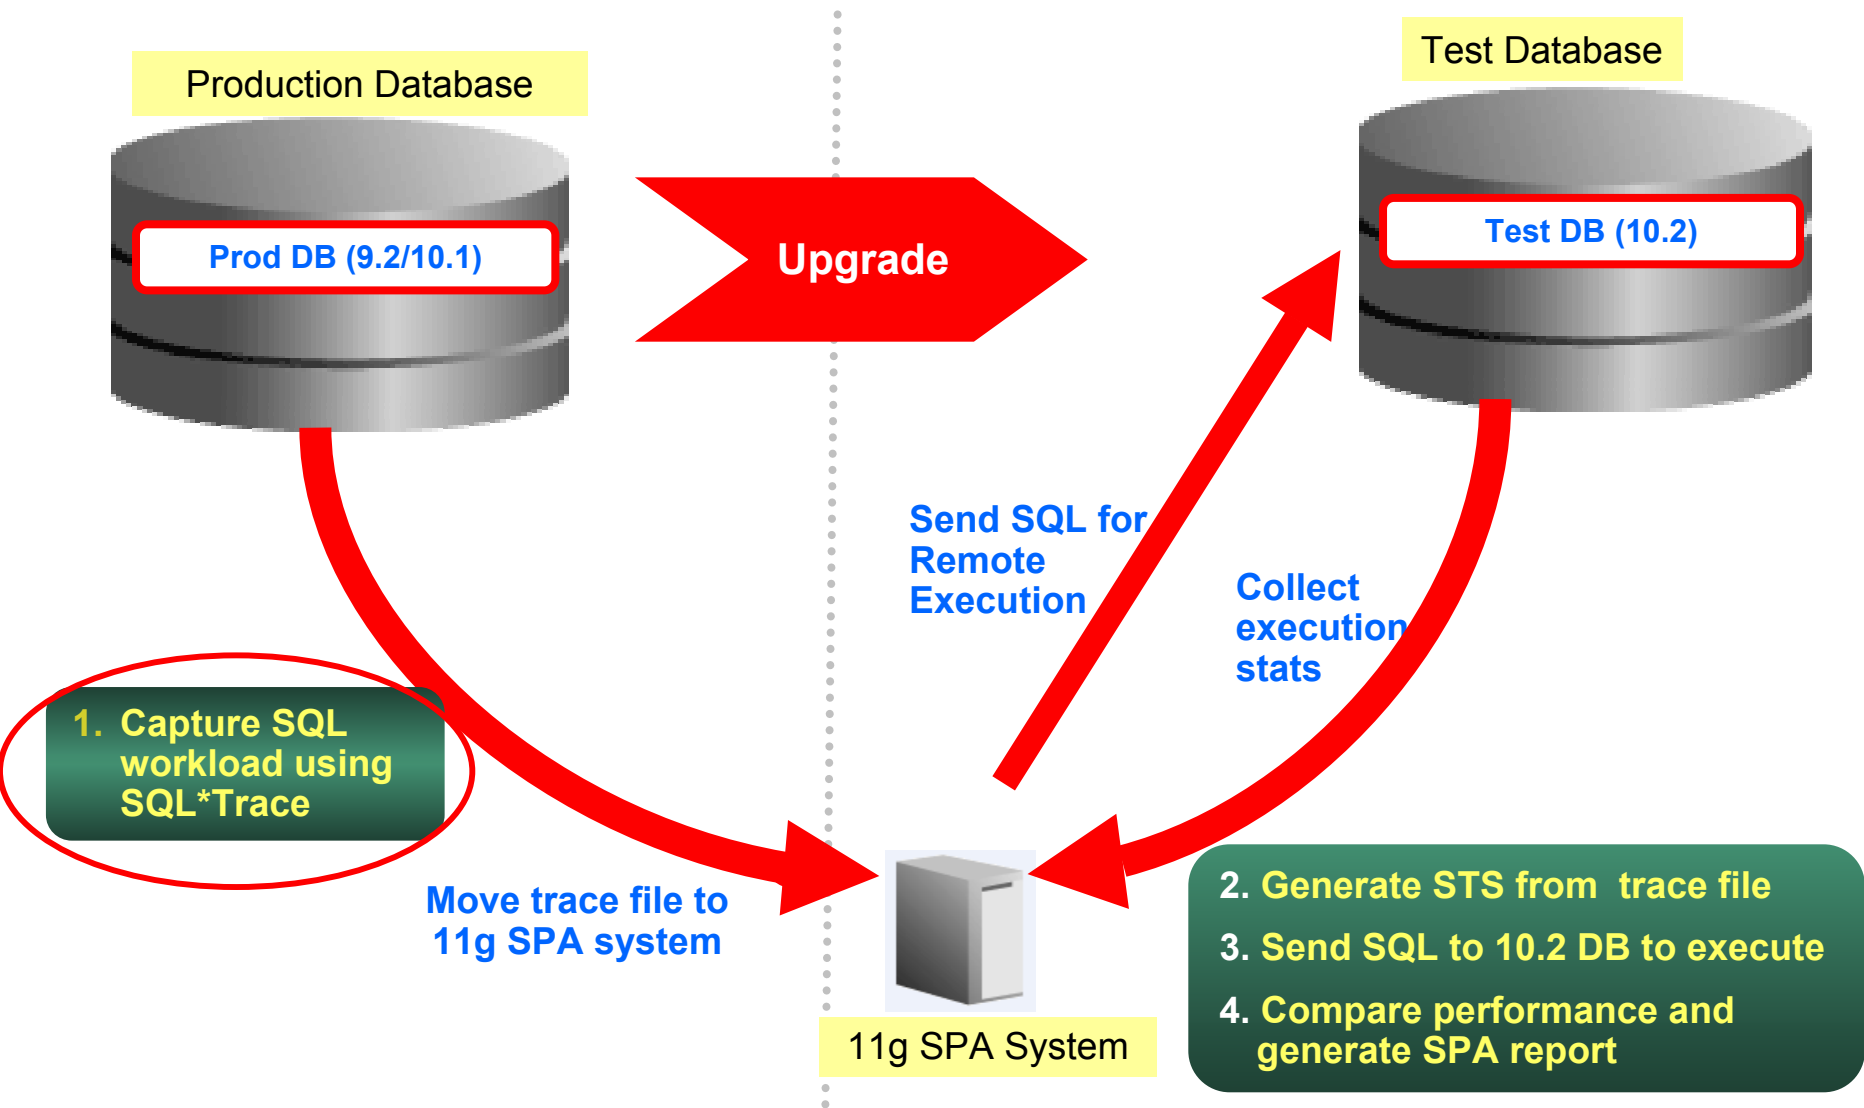 Production Database
Test Database
Prod DB (9.2/10.1)
Upgrade
Test DB (10.2)
Send SQL for
Remote
Execution
Collect
execution
stats
1. Capture SQL
workload using
SQL*Trace
Move trace file to
11g SPA system
11g SPA System
2. Generate STS from trace file
3. Send SQL to 10.2 DB to execute
4. Compare performance and
generate SPA report